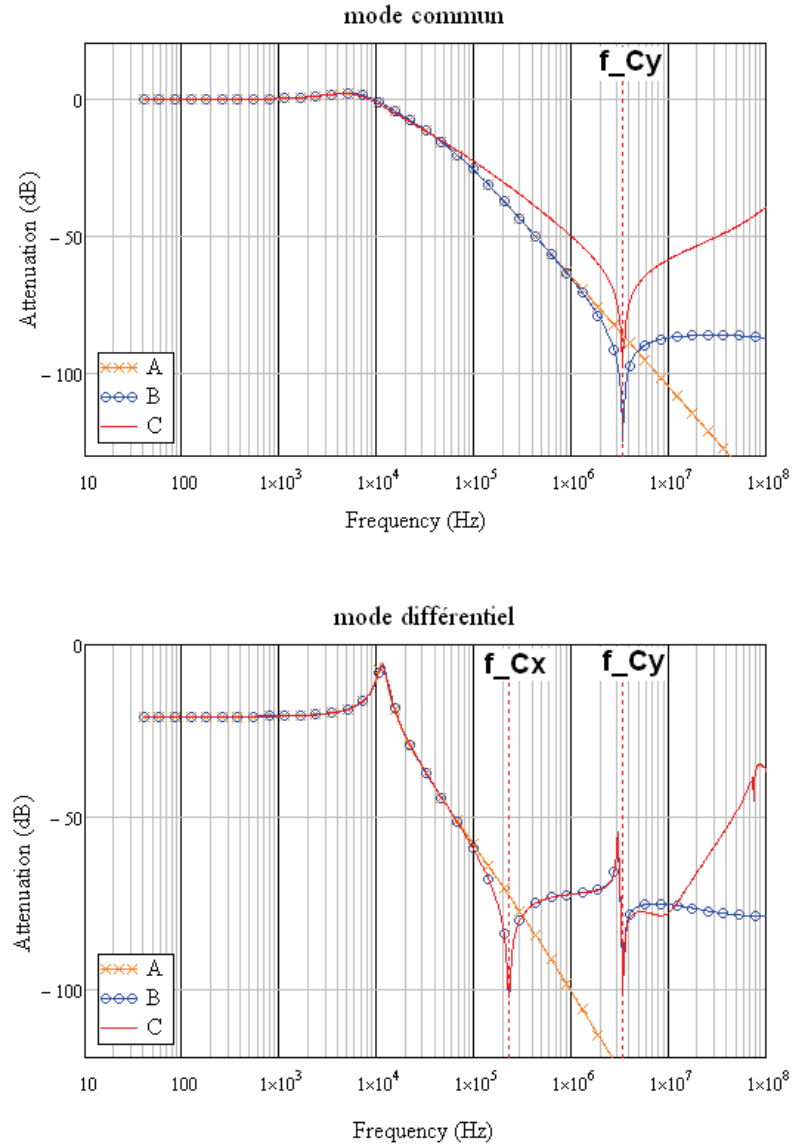 mode commun
f_Cy
0
− 50
− 100
Attenuation (dB)
A
B
C
10 100 1×10³ 1×10⁴ 1×10⁵ 1×10⁶ 1×10⁷ 1×10⁸
Frequency (Hz)
mode différentiel
f_Cx f_Cy
0
− 50
− 100
Attenuation (dB)
A
B
C
10 100 1×10³ 1×10⁴ 1×10⁵ 1×10⁶ 1×10⁷ 1×10⁸
Frequency (Hz)